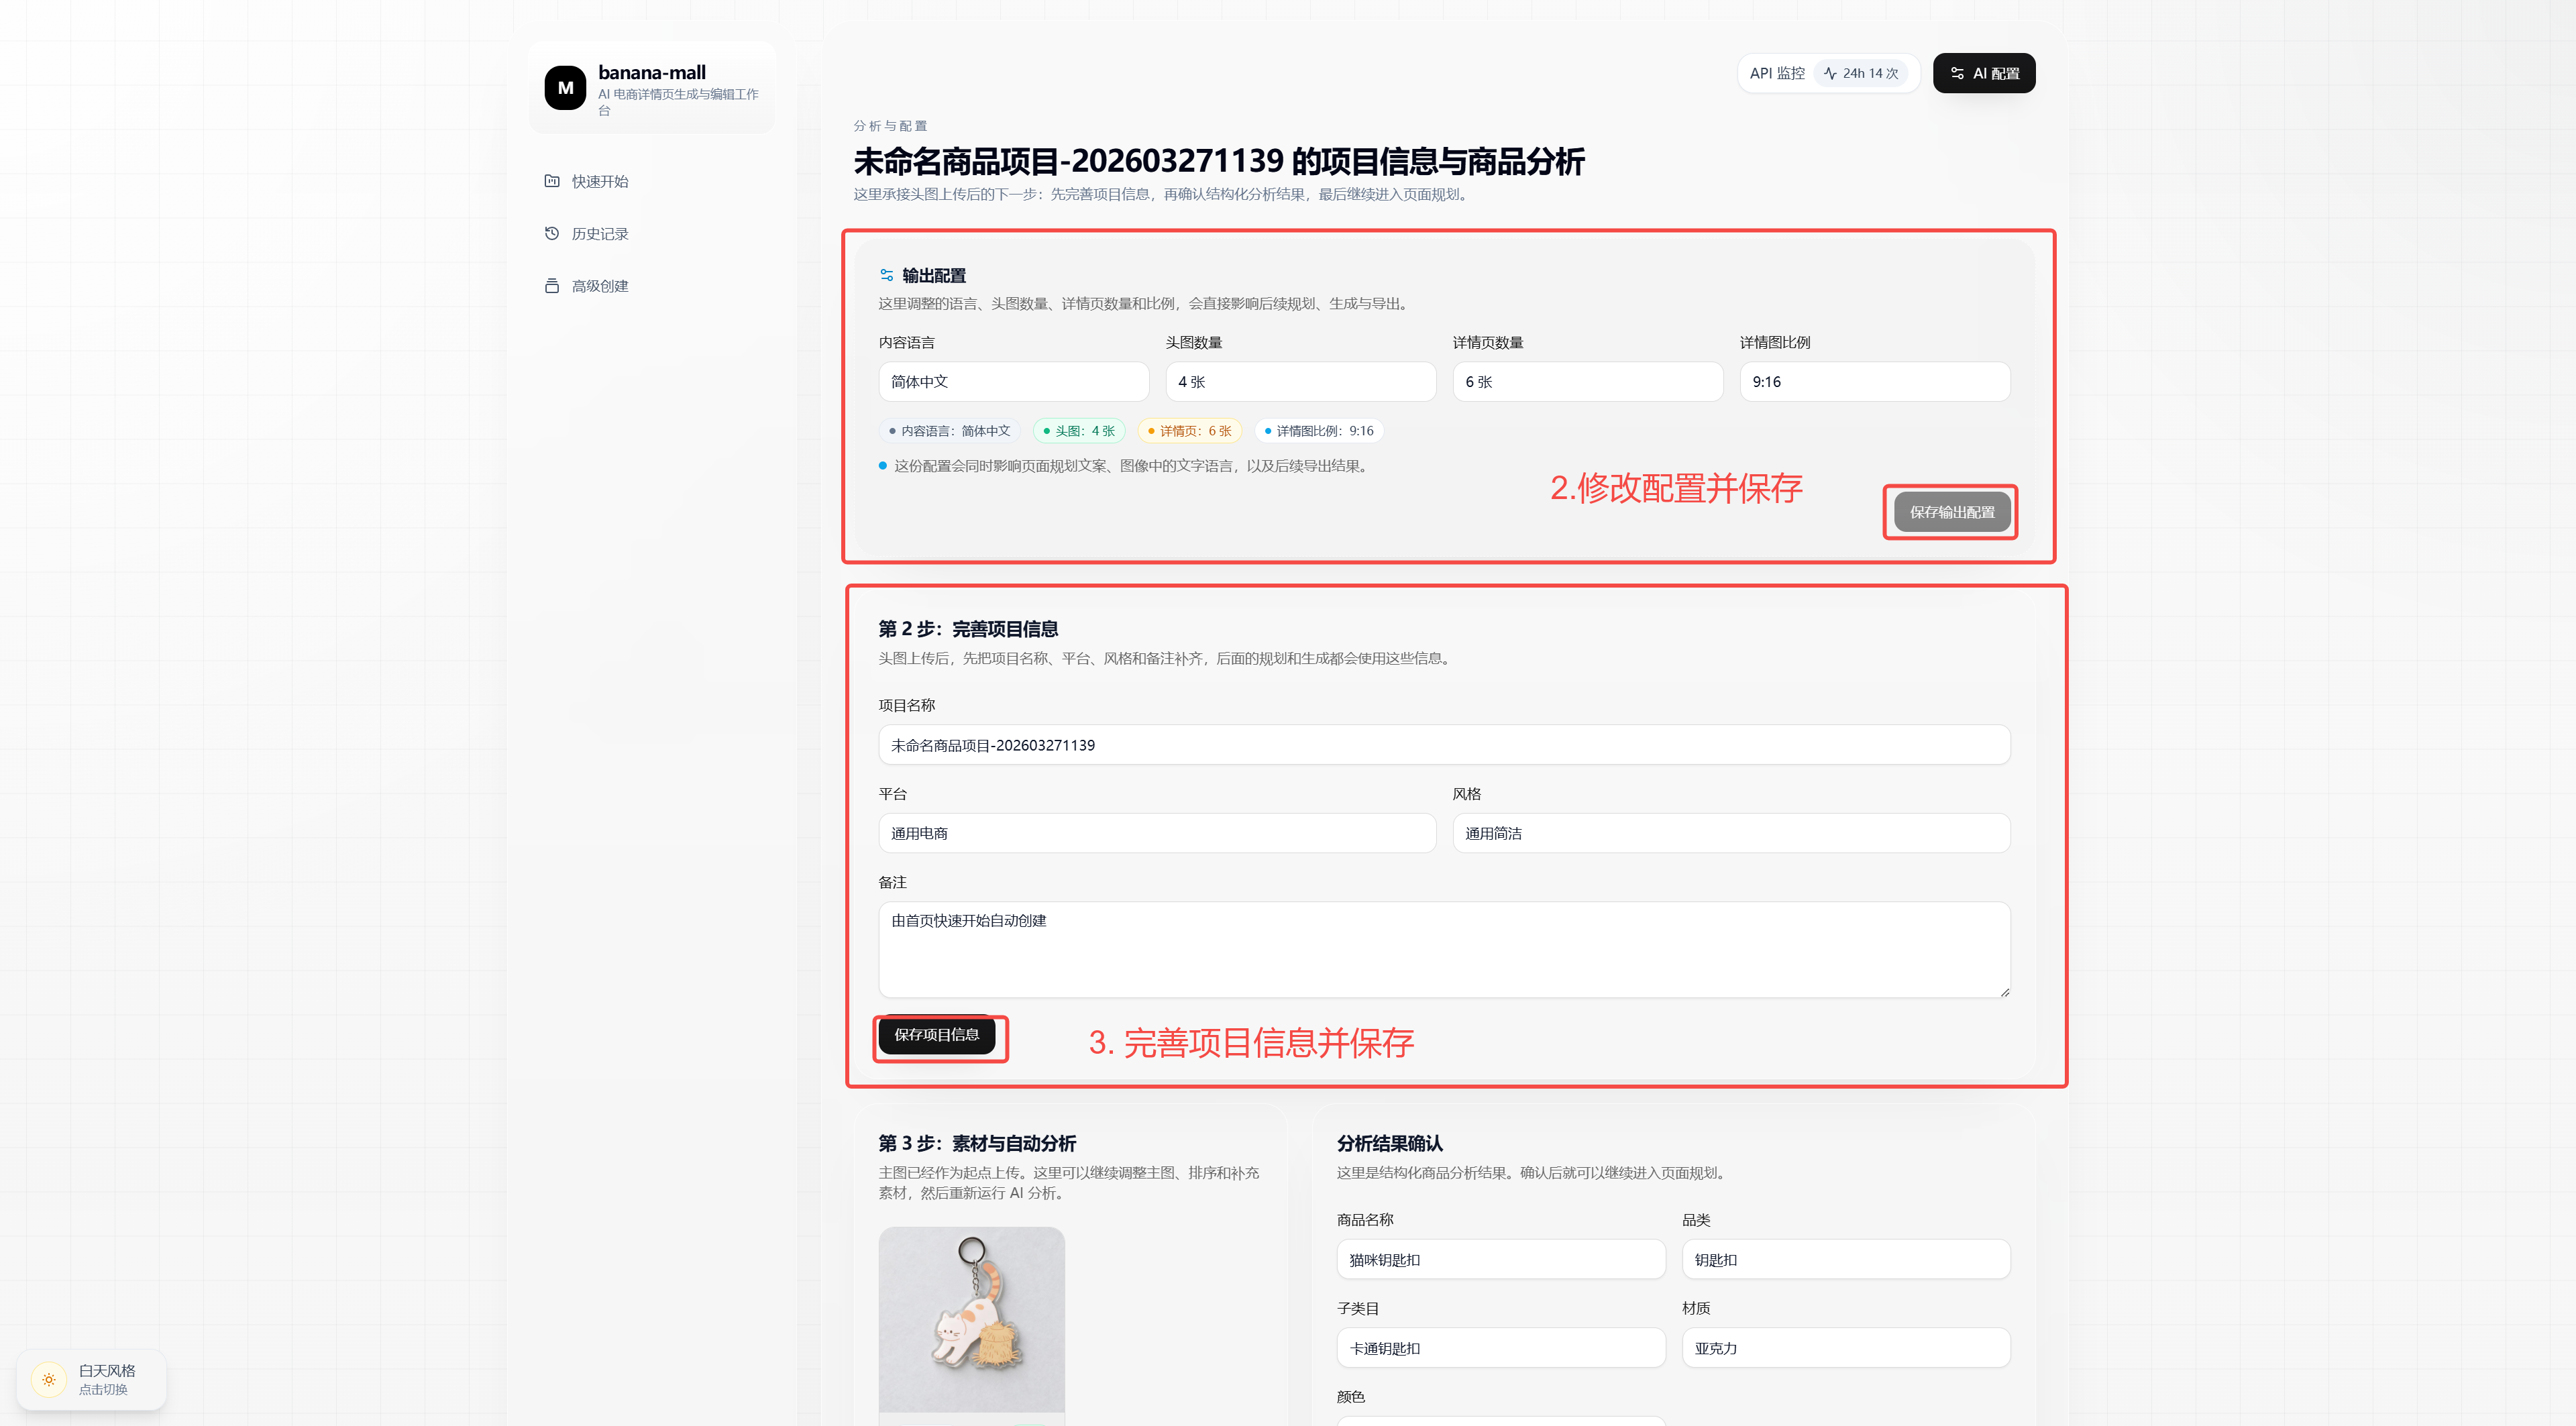 M
banana-mall
AI 电商详情页生成与编辑工作
台
快速开始
历史记录
高级创建
API 监控
24h 14 次
AI 配置
分析与配置
未命名商品项目-202603271139 的项目信息与商品分析
这里承接头图上传后的下一步：先完善项目信息，再确认结构化分析结果，最后继续进入页面规划。
输出配置
这里调整的语言、头图数量、详情页数量和比例，会直接影响后续规划、生成与导出。
内容语言
头图数量
详情页数量
详情图比例
简体中文
4 张
6 张
9:16
内容语言：简体中文
头图：4 张
详情页：6 张
详情图比例：9:16
这份配置会同时影响页面规划文案、图像中的文字语言，以及后续导出结果。
2.修改配置并保存
保存输出配置
第 2 步：完善项目信息
头图上传后，先把项目名称、平台、风格和备注补齐，后面的规划和生成都会使用这些信息。
项目名称
未命名商品项目-202603271139
平台
风格
通用电商
通用简洁
备注
由首页快速开始自动创建
保存项目信息
3. 完善项目信息并保存
第 3 步：素材与自动分析
主图已经作为起点上传。这里可以继续调整主图、排序和补充
素材，然后重新运行 AI 分析。
分析结果确认
这里是结构化商品分析结果。确认后就可以继续进入页面规划。
商品名称
品类
猫咪钥匙扣
钥匙扣
子类目
材质
卡通钥匙扣
亚克力
颜色
白天风格
点击切换